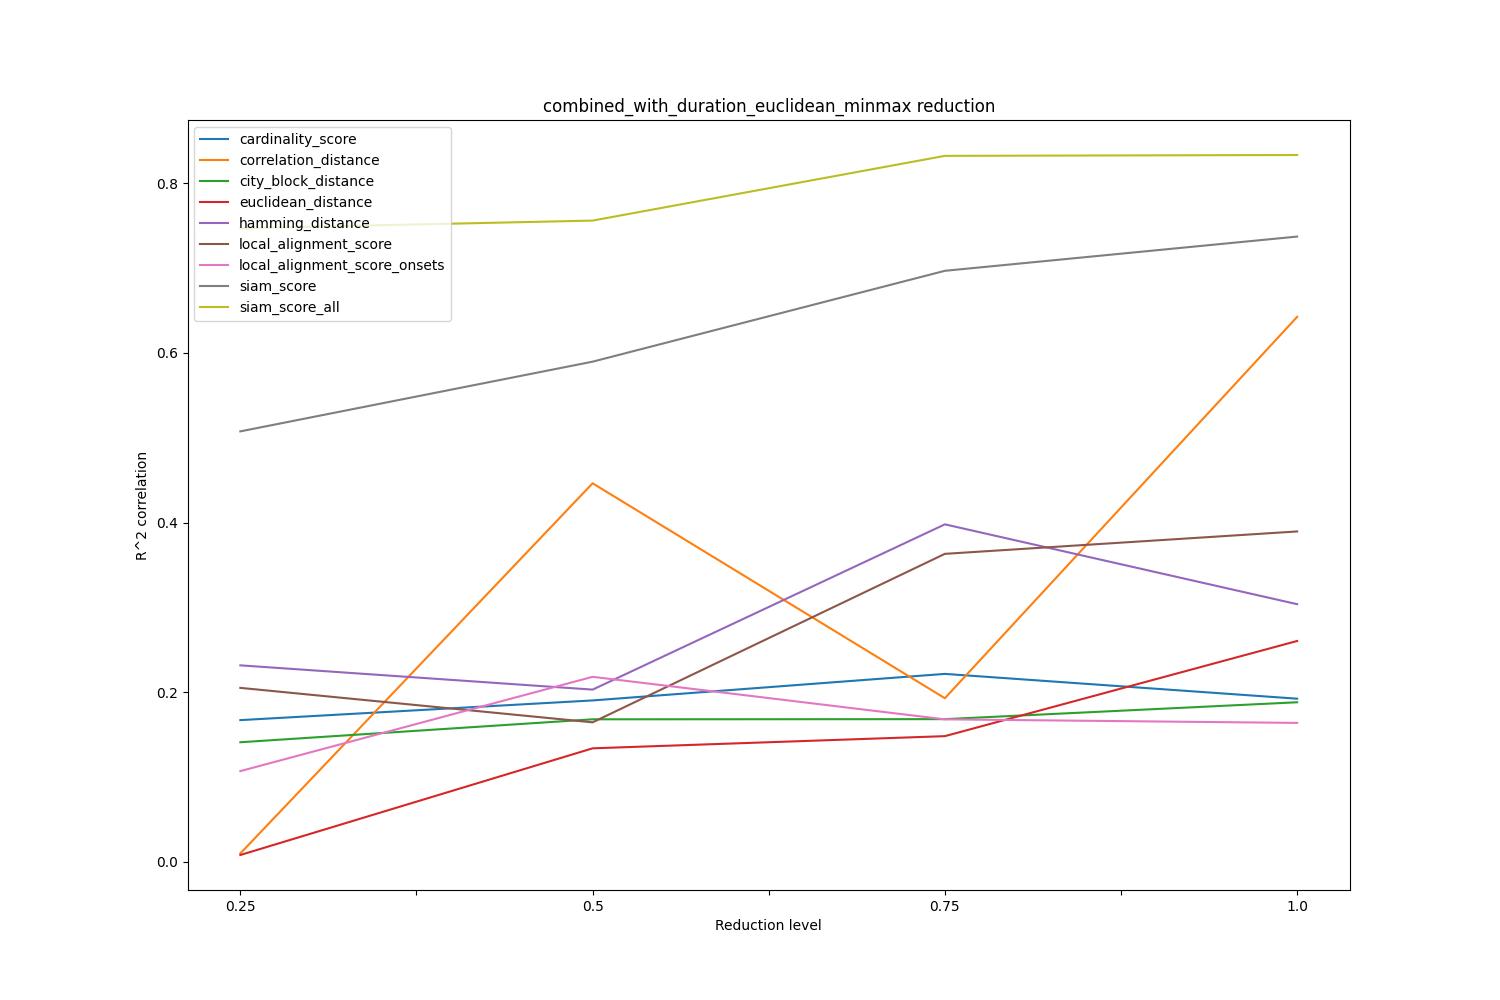 combined_with_duration_euclidean_minmax reduction
cardinality_score
correlation_distance
city_block_distance
euclidean_distance
hamming_distance
local_alignment_score
local_alignment_score_onsets
siam_score
siam_score_all
0.8
0.6
0.4
0.2
0.0
R^2 correlation
0.25 0.5 0.75 1.0
Reduction level